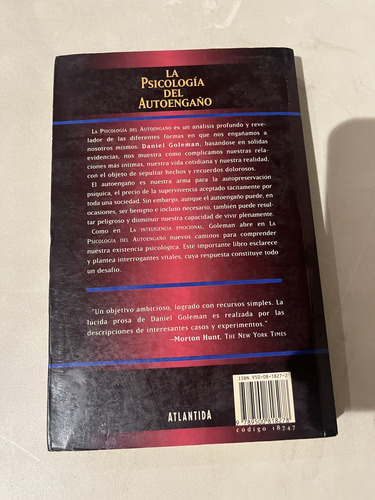 LA
PSICOLOGÍA
DEL
AUTOENGAÑO
LA PSICOLOGÍA DEL AUTOENGAÑO es un análisis profundo y reve-
lador de las diferentes formas en que nos engañamos a
nosotros mismos. Daniel Goleman, basándose en sólidas
evidencias, nos muestra cómo complicamos nuestras rela-
ciones más íntimas, nuestra vida cotidiana y nuestra realidad,
con el objeto de sepultar hechos y recuerdos dolorosos.
El autoengaño es nuestra arma para la autopreservación
psíquica, el precio de la supervivencia aceptado tácitamente por
toda una sociedad. Sin embargo, aunque el autoengaño puede, en
ocasiones, ser benigno e incluso necesario, también puede resul-
tar peligroso y disminuir nuestra capacidad de vivir plenamente.
Como en LA INTELIGENCIA EMOCIONAL, Goleman abre en LA
PSICOLOGÍA DEL AUTOENGAÑO nuevos caminos para comprender
nuestra existencia psicológica. Este importante libro esclarece
y plantea interrogantes vitales, cuya respuesta constituye todo
un desafío.
"Un objetivo ambicioso, logrado con recursos simples. La
lúcida prosa de Daniel Goleman es realzada por las
descripciones de interesantes casos y experimentos."
—Morton Hunt, THE NEW YORK TIMES
ISBN 950-08-1827-2
9 789500 818278
código 18747
ATLANTIDA